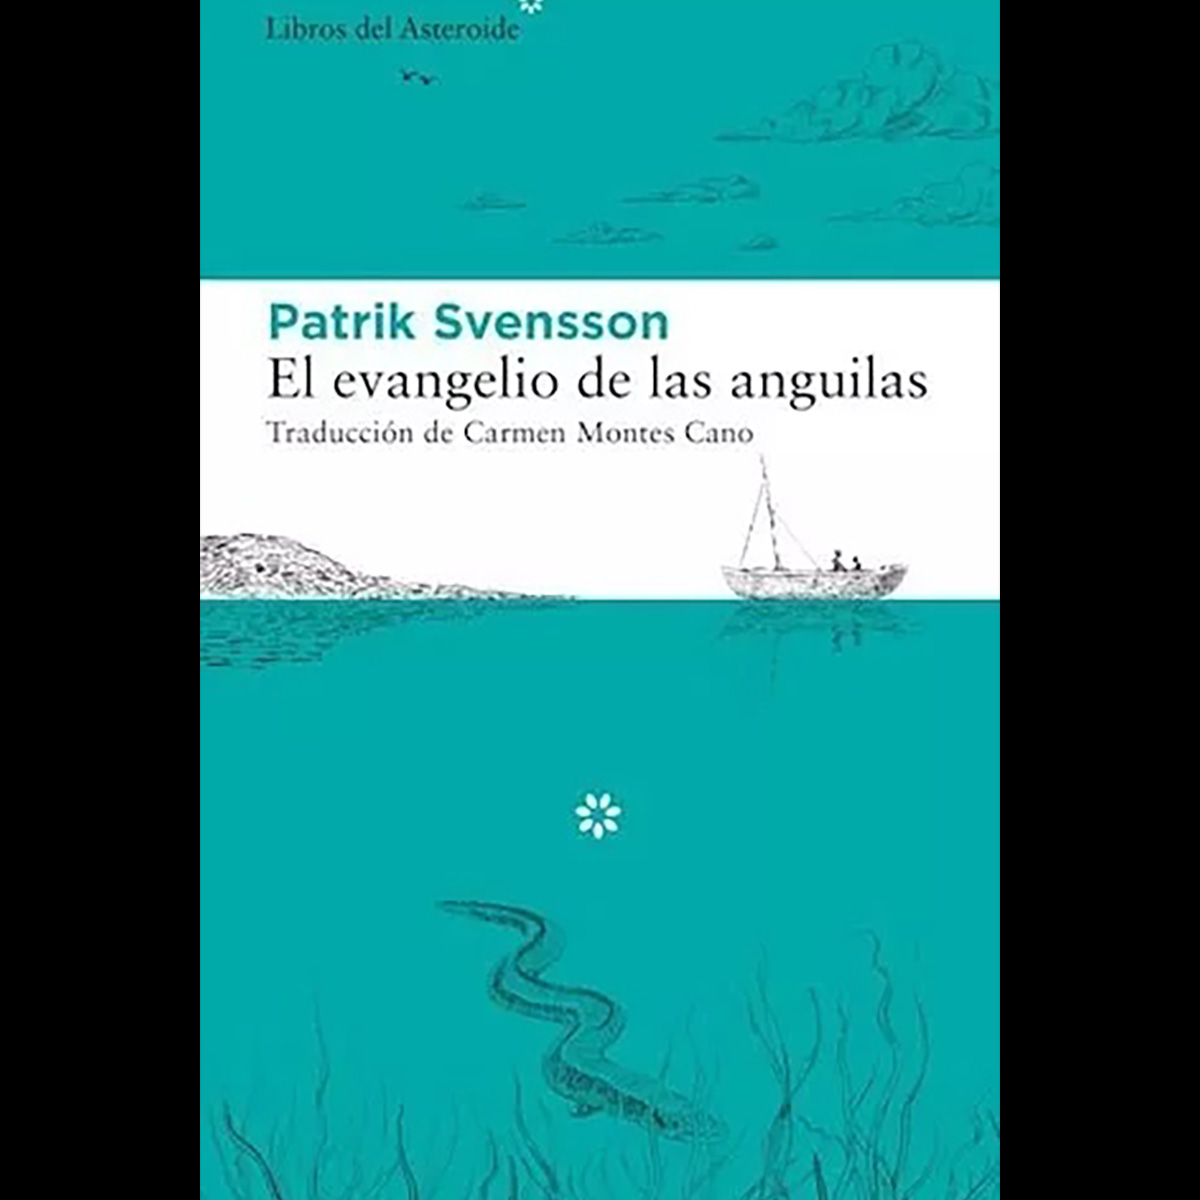 Libros del Asteroide
Patrik Svensson
El evangelio de las anguilas
Traducción de Carmen Montes Cano